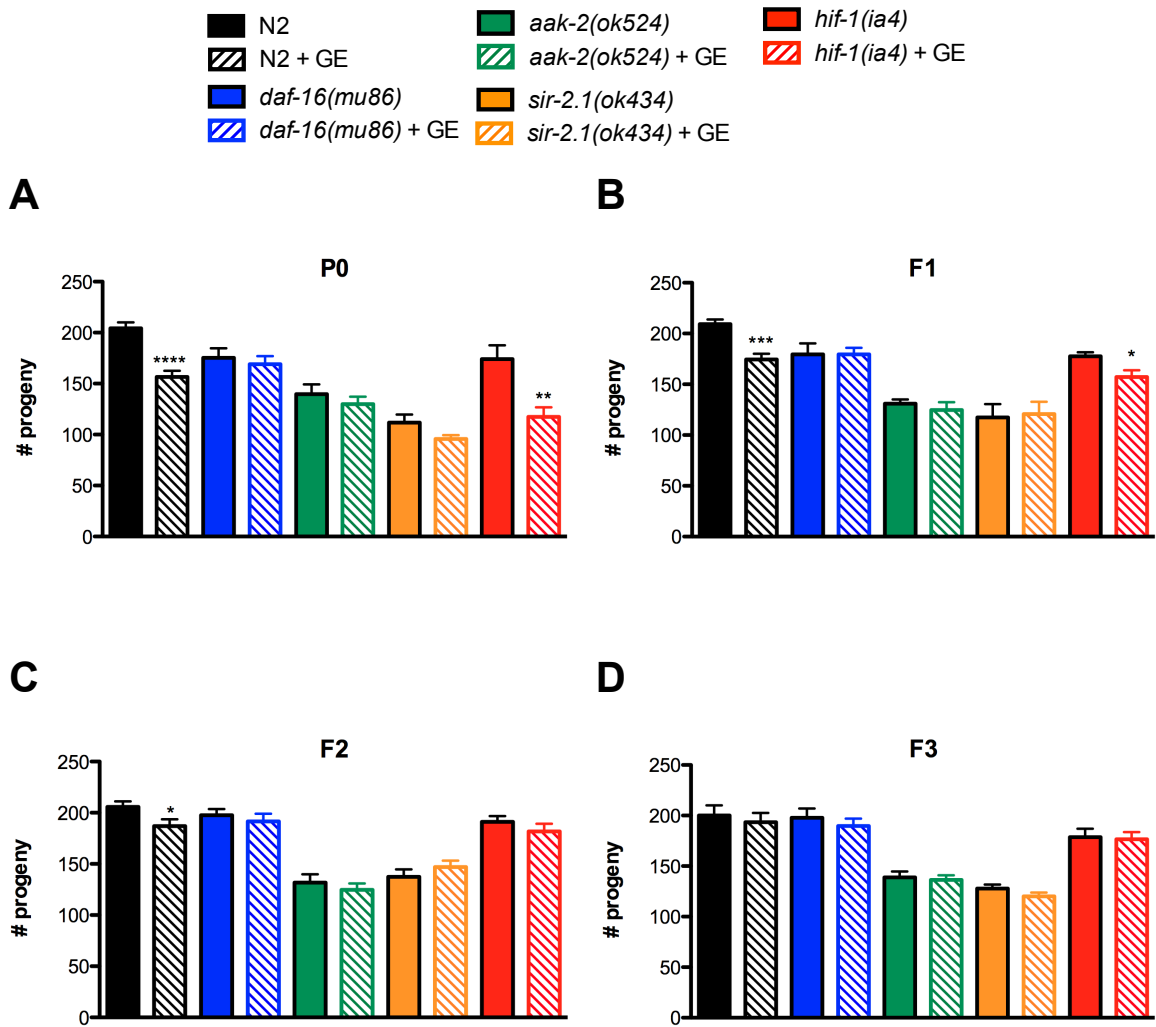 N2
N2 + GE
daf-16(mu86)
daf-16(mu86) + GE
aak-2(ok524)
aak-2(ok524) + GE
sir-2.1(ok434)
sir-2.1(ok434) + GE
hif-1(ia4)
hif-1(ia4) + GE
A
P0
# progeny
250
200
150
100
50
0
****
**
B
F1
# progeny
250
200
150
100
50
0
***
*
C
F2
# progeny
250
200
150
100
50
0
*
D
F3
# progeny
250
200
150
100
50
0